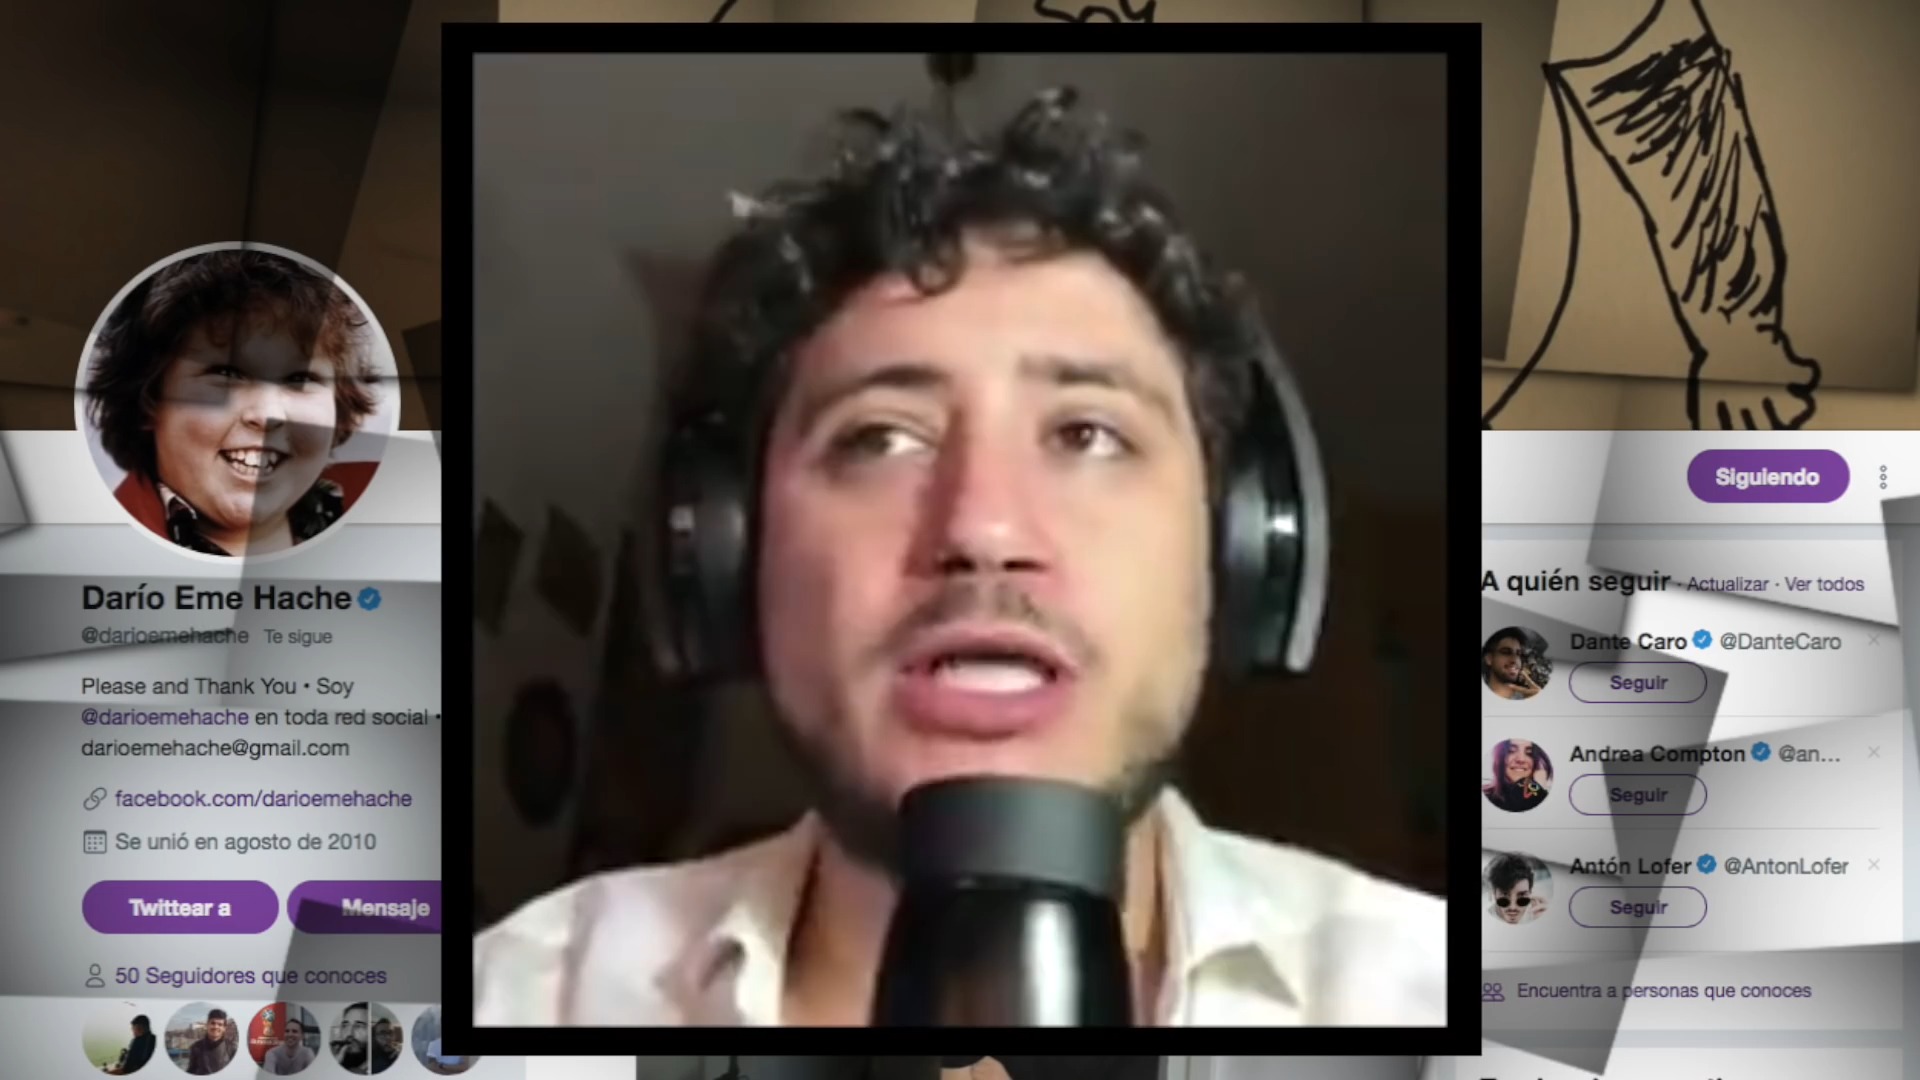 soy
Darío Eme Hache
@darioemehache Te sigue
Please and Thank You • Soy
@darioemehache en toda red social •
darioemehache@gmail.com
facebook.com/darioemehache
Se unió en agosto de 2010
Twittear a
Mensaje
50 Seguidores que conoces
Siguiendo
A quién seguir · Actualizar · Ver todos
Dante Caro @DanteCaro
Seguir
Andrea Compton @an...
Seguir
Antón Lofer @AntonLofer
Seguir
Encuentra a personas que conoces